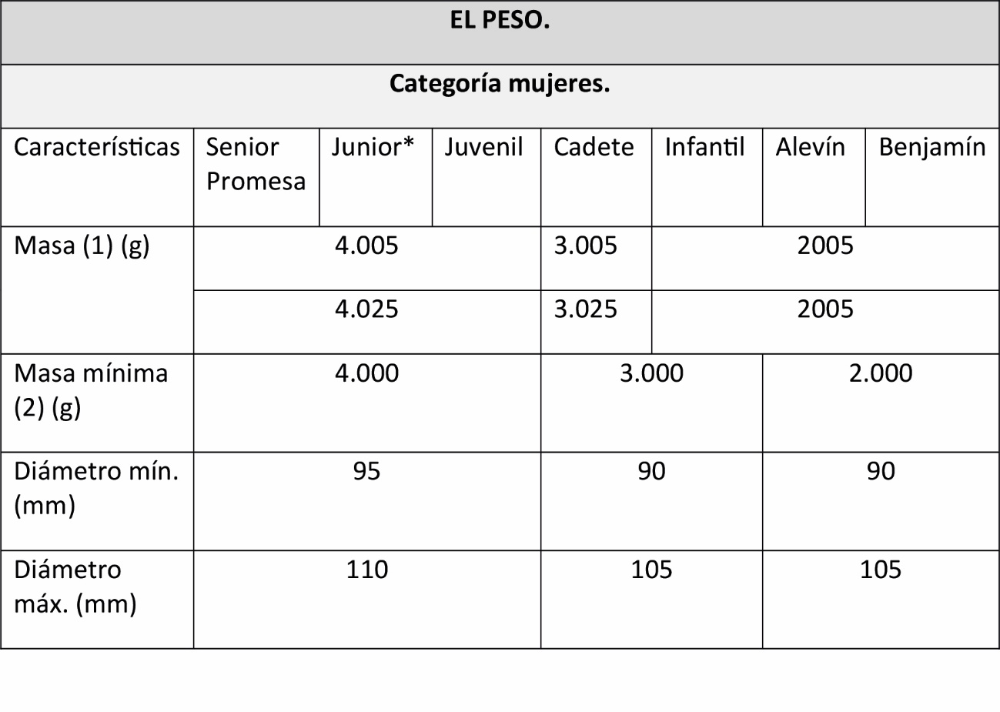 EL PESO.
Categoría mujeres.
Características Senior Promesa Junior* Juvenil Cadete Infantil Alevín Benjamín
Masa (1) (g) 4.005 3.005 2005
4.025 3.025 2005
Masa mínima (2) (g) 4.000 3.000 2.000
Diámetro mín. (mm) 95 90 90
Diámetro máx. (mm) 110 105 105